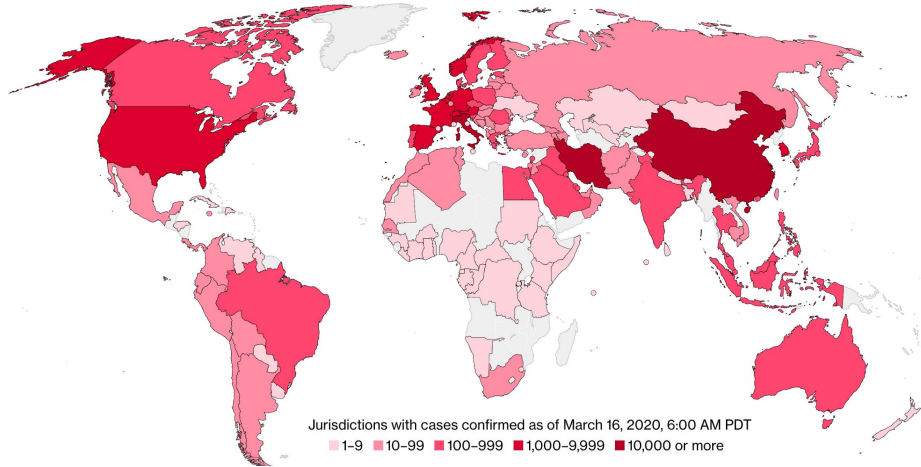 Jurisdictions with cases confirmed as of March 16, 2020, 6:00 AM PDT
1–9 10–99 100–999 1,000–9,999 10,000 or more